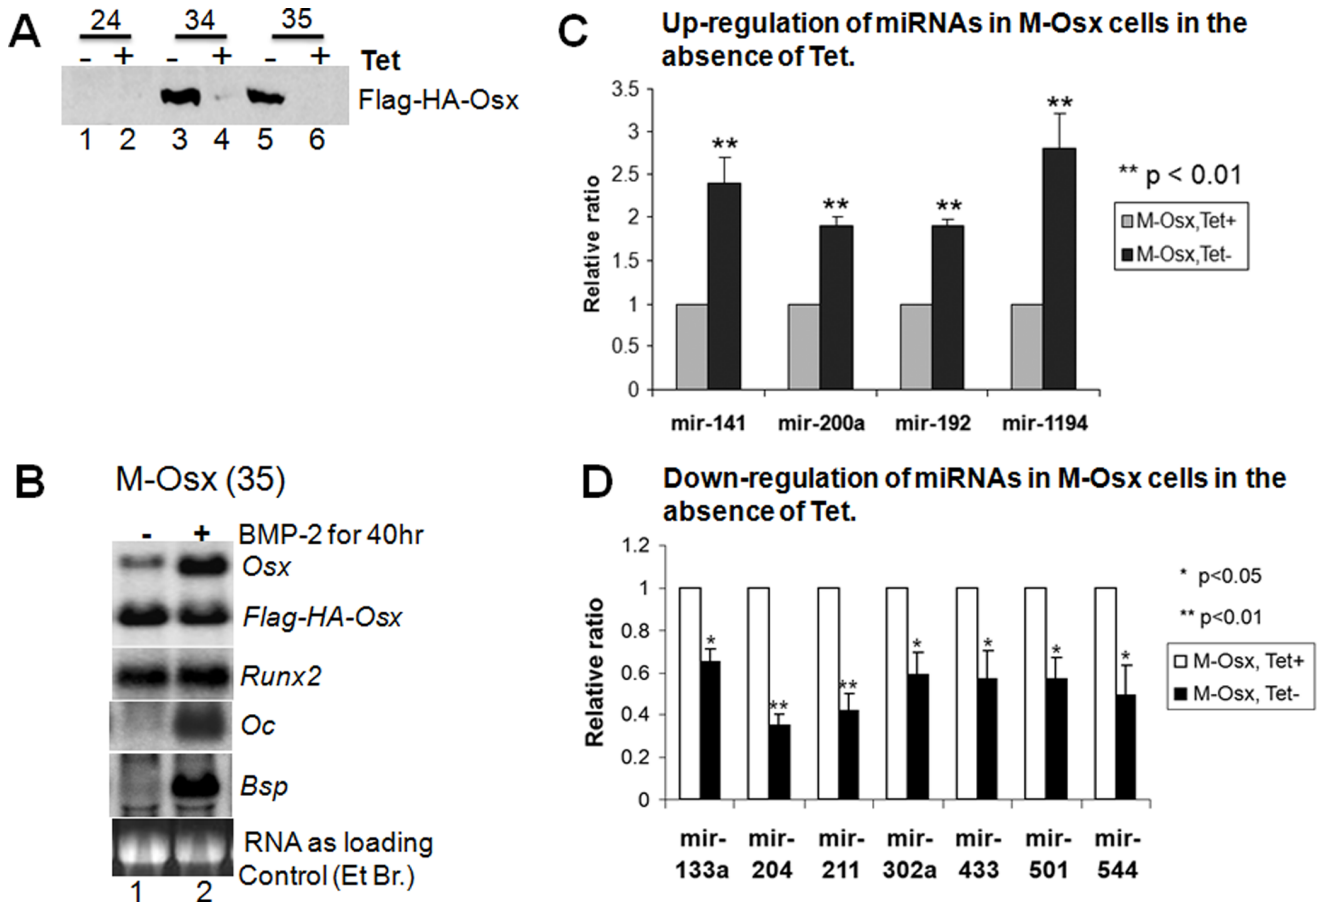 A
24 34 35
- + - + - + Tet
Flag-HA-Osx
1 2 3 4 5 6
B M-Osx (35)
- + BMP-2 for 40hr
Osx
Flag-HA-Osx
Runx2
Oc
Bsp
RNA as loading
Control (Et Br.)
1 2
C Up-regulation of miRNAs in M-Osx cells in the
absence of Tet.
Relative ratio
3.5
3
2.5
2
1.5
1
0.5
0
** ** ** **
mir-141 mir-200a mir-192 mir-1194
** p < 0.01
M-Osx,Tet+
M-Osx,Tet-
D Down-regulation of miRNAs in M-Osx cells in the
absence of Tet.
Relative ratio
1.2
1
0.8
0.6
0.4
0.2
0
* ** ** * * * *
mir- mir- mir- mir- mir- mir- mir-
133a 204 211 302a 433 501 544
* p<0.05
** p<0.01
M-Osx, Tet+
M-Osx, Tet-